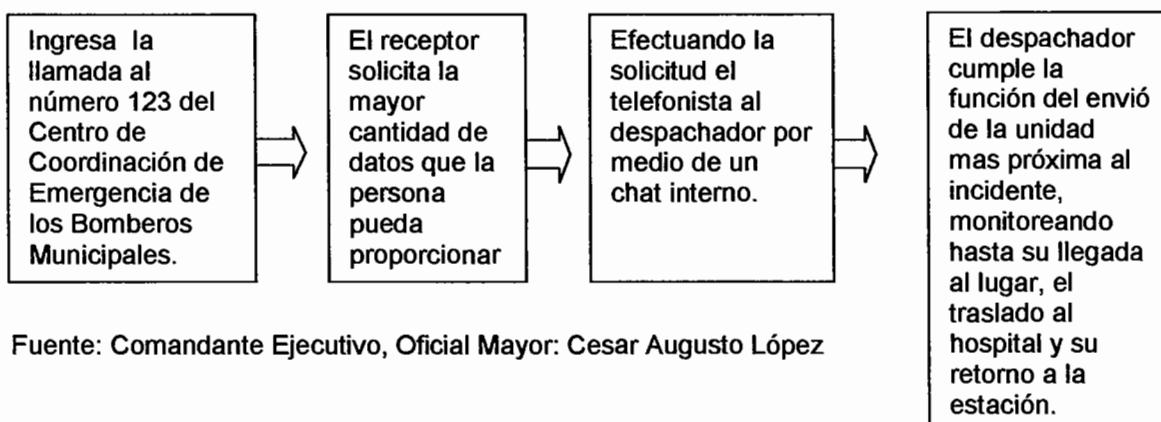 Ingresa la
llamada al
número 123 del
Centro de
Coordinación de
Emergencia de
los Bomberos
Municipales.
El receptor
solicita la
mayor
cantidad de
datos que la
persona
pueda
proporcionar
Efectuando la
solicitud el
telefonista al
despachador por
medio de un
chat interno.
El despachador
cumple la
función del envió
de la unidad
mas próxima al
incidente,
monitoreando
hasta su llegada
al lugar, el
traslado al
hospital y su
retorno a la
estación.
Fuente: Comandante Ejecutivo, Oficial Mayor: Cesar Augusto López